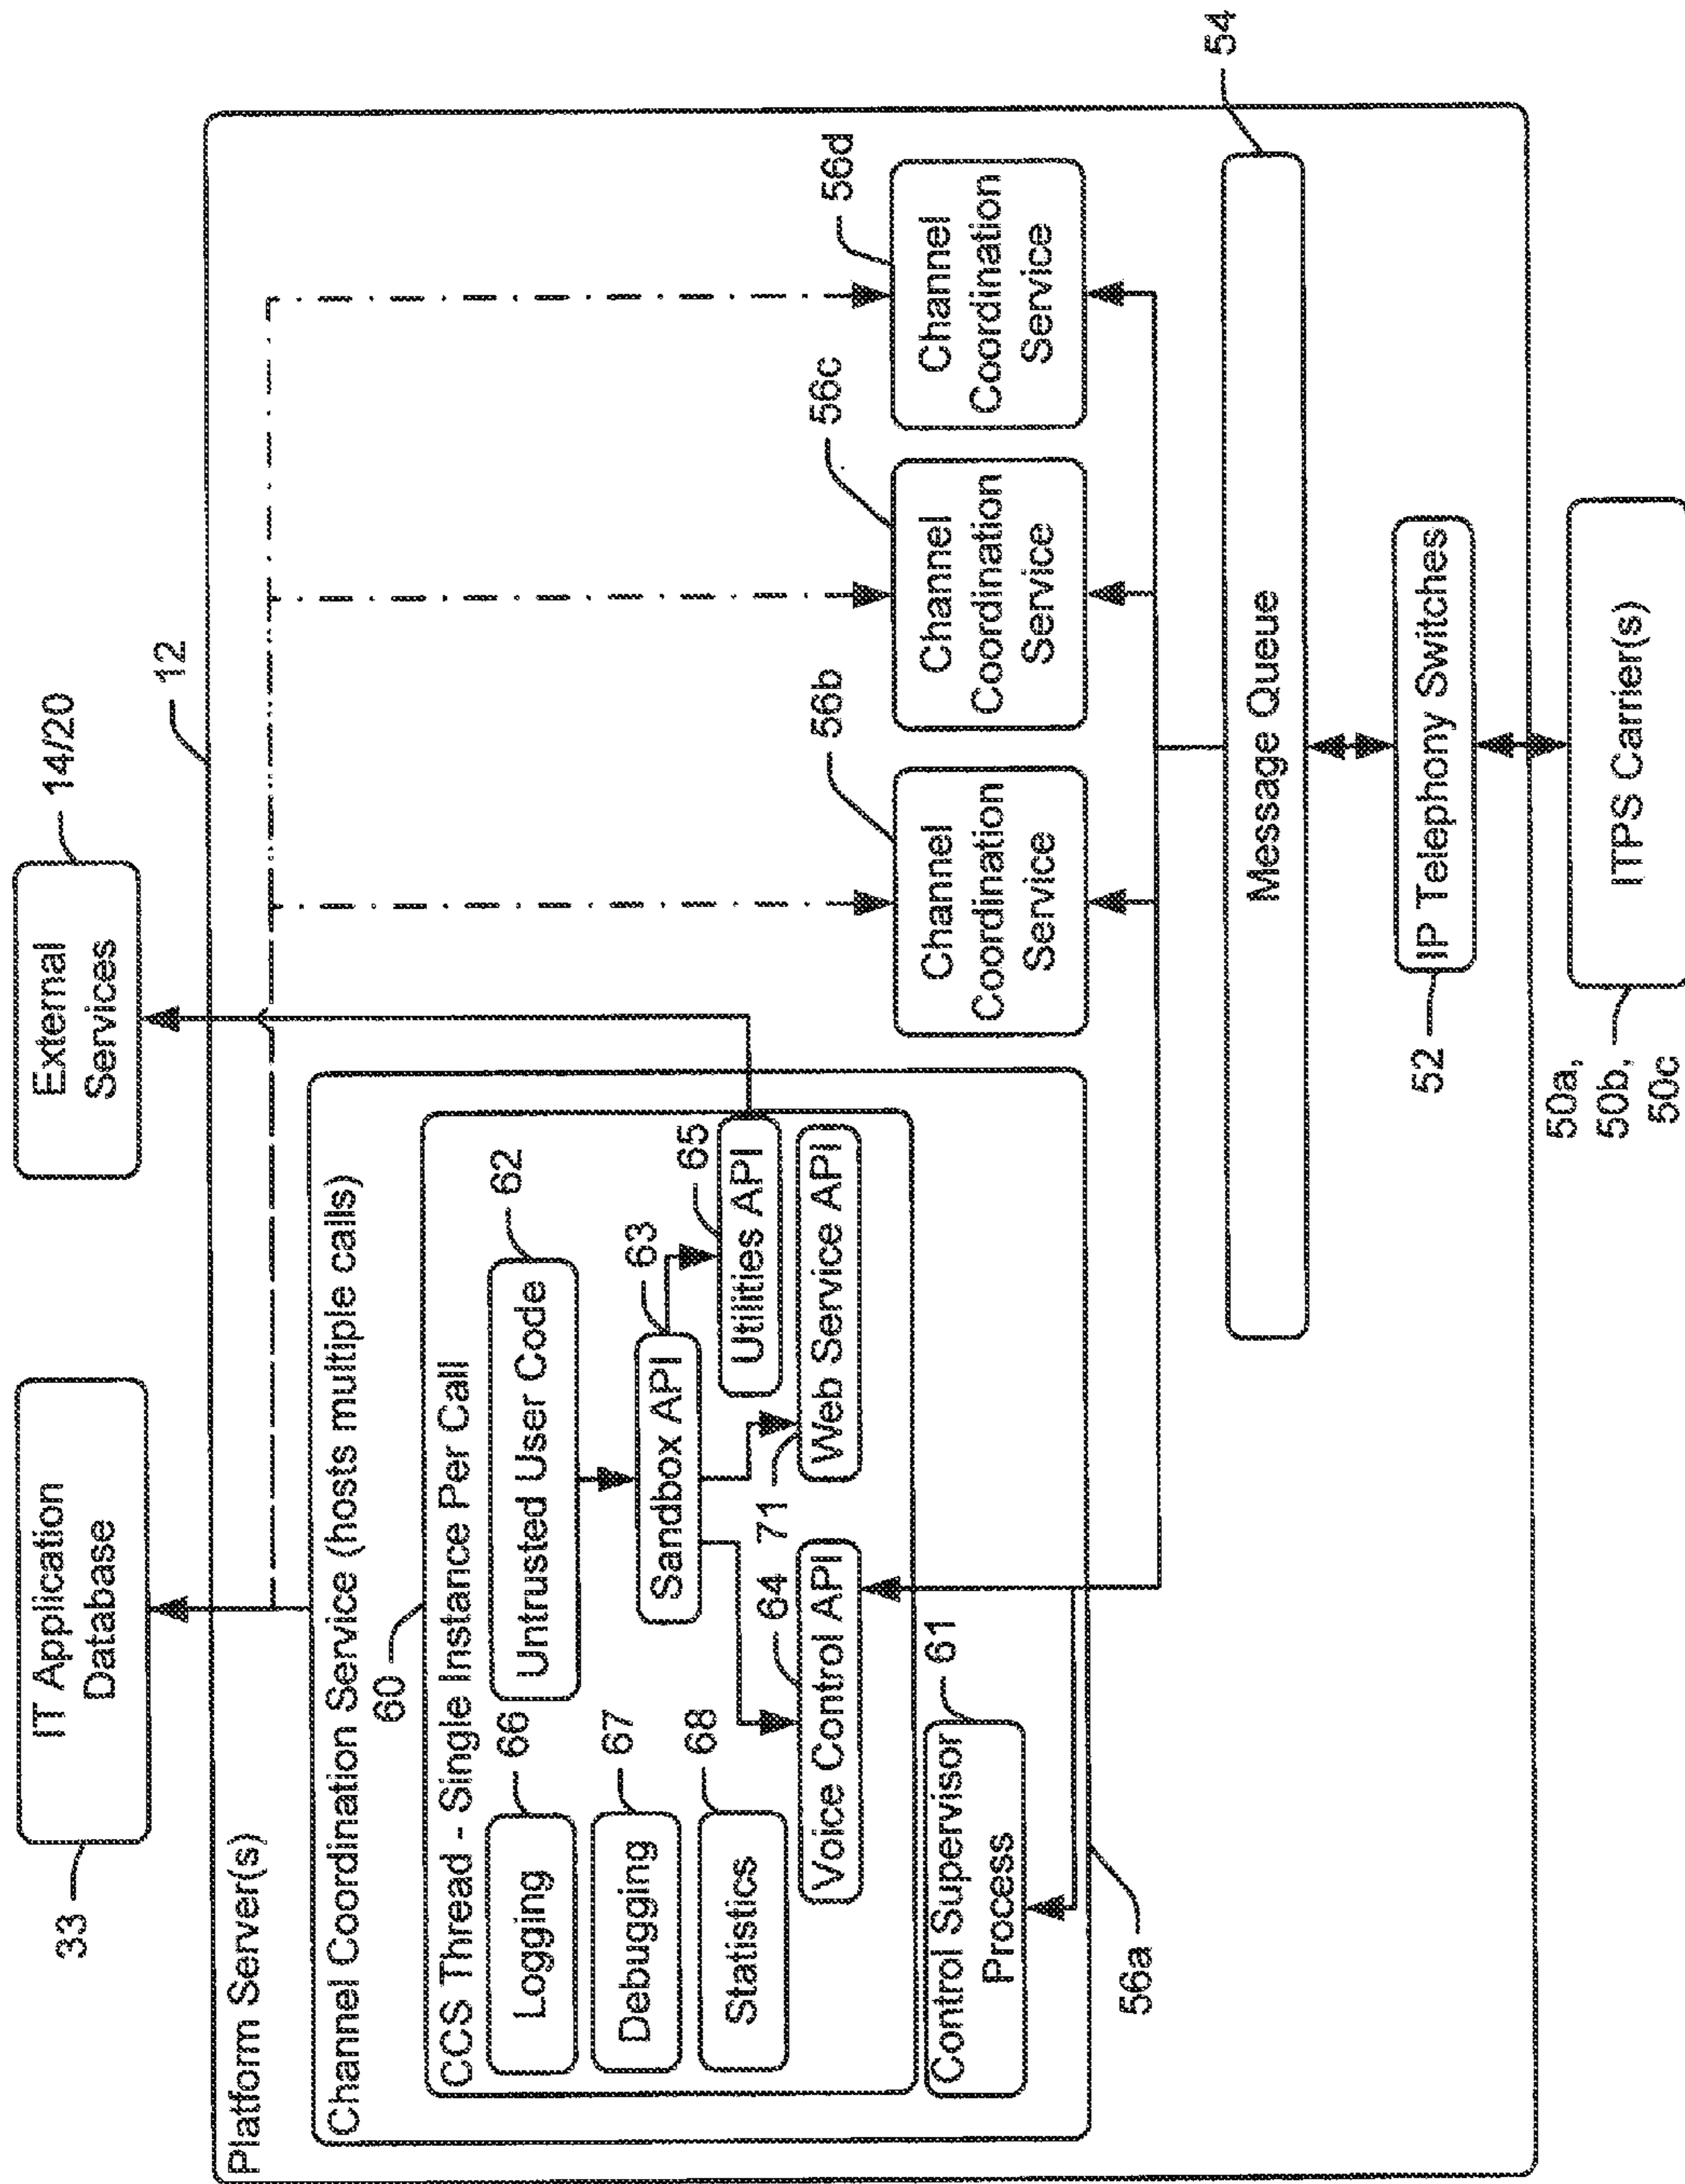 33
IT Application
Database
External
Services
14/20
12
Platform Server(s)
Channel Coordination Service (hosts multiple calls)
60
CCS Thread - Single Instance Per Call
Logging
66
Untrusted User Code
62
Debugging
67
Sandbox API
63
Statistics
68
Utilities API
65
Voice Control API
64
71
Web Service API
Control Supervisor
Process
61
56a
Channel
Coordination
Service
56b
Channel
Coordination
Service
56c
Channel
Coordination
Service
56d
Message Queue
54
52
IP Telephony Switches
50a,
50b,
50c
ITPS Carrier(s)